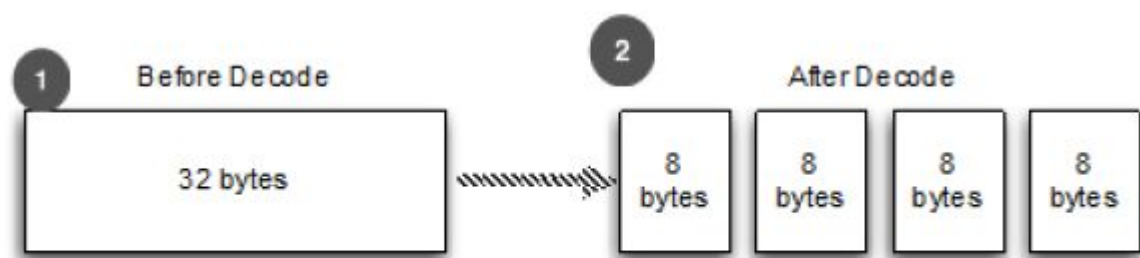 1
Before Decode
2
After Decode
32 bytes
8
bytes
8
bytes
8
bytes
8
bytes